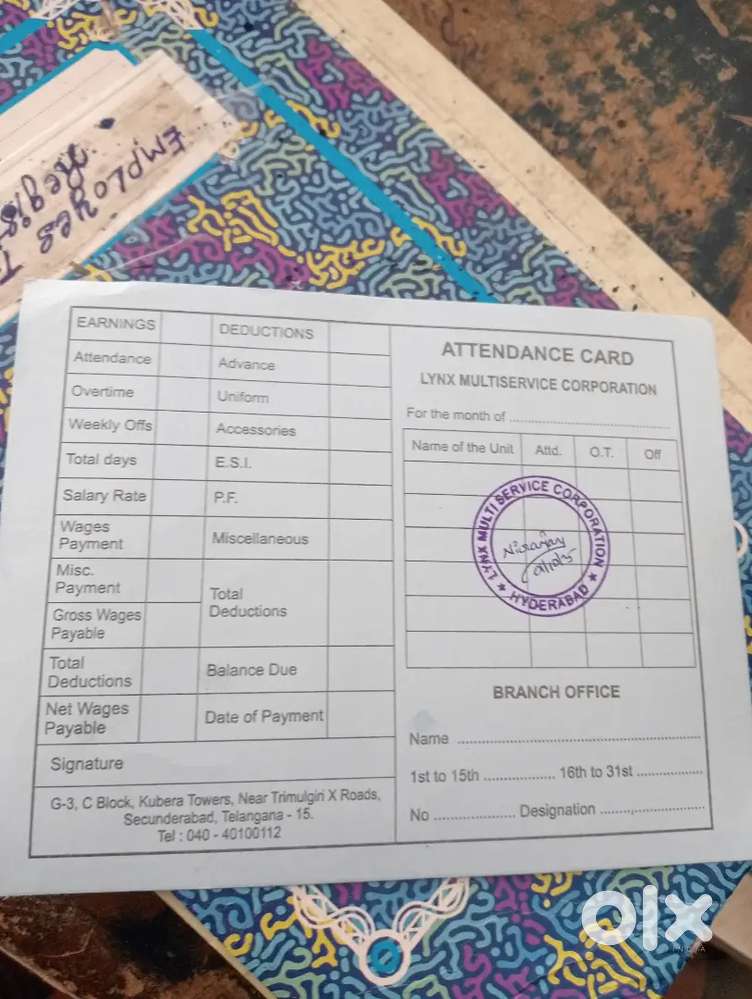 EMPLOYES
Regis
EARNINGS DEDUCTIONS
Attendance Advance
Overtime Uniform
Weekly Offs Accessories
Total days E.S.I.
Salary Rate P.F.
Wages
Payment Miscellaneous
Misc.
Payment
Total
Deductions
Gross Wages
Payable
Total
Deductions Balance Due
Net Wages
Payable Date of Payment
Signature
G-3, C Block, Kubera Towers, Near Trimulgiri X Roads,
Secunderabad, Telangana - 15.
Tel : 040 - 40100112
ATTENDANCE CARD
LYNX MULTISERVICE CORPORATION
For the month of
Name of the Unit Attd. O.T. Off
LYNX MULTI SERVICE CORPORATION
★ HYDERABAD ★
BRANCH OFFICE
Name
1st to 15th 16th to 31st
No Designation
olx
INDIA